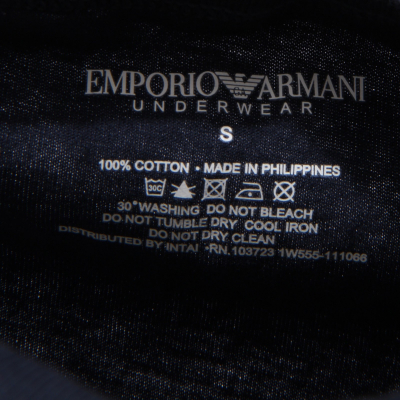 EMPORIO ARMANI
UNDERWEAR
S
100% COTTON • MADE IN PHILIPPINES
30C
30° WASHING DO NOT BLEACH
DO NOT TUMBLE DRY COOL IRON
DO NOT DRY CLEAN
DISTRIBUTED BY INTAI -RN.103723 1W555-111066